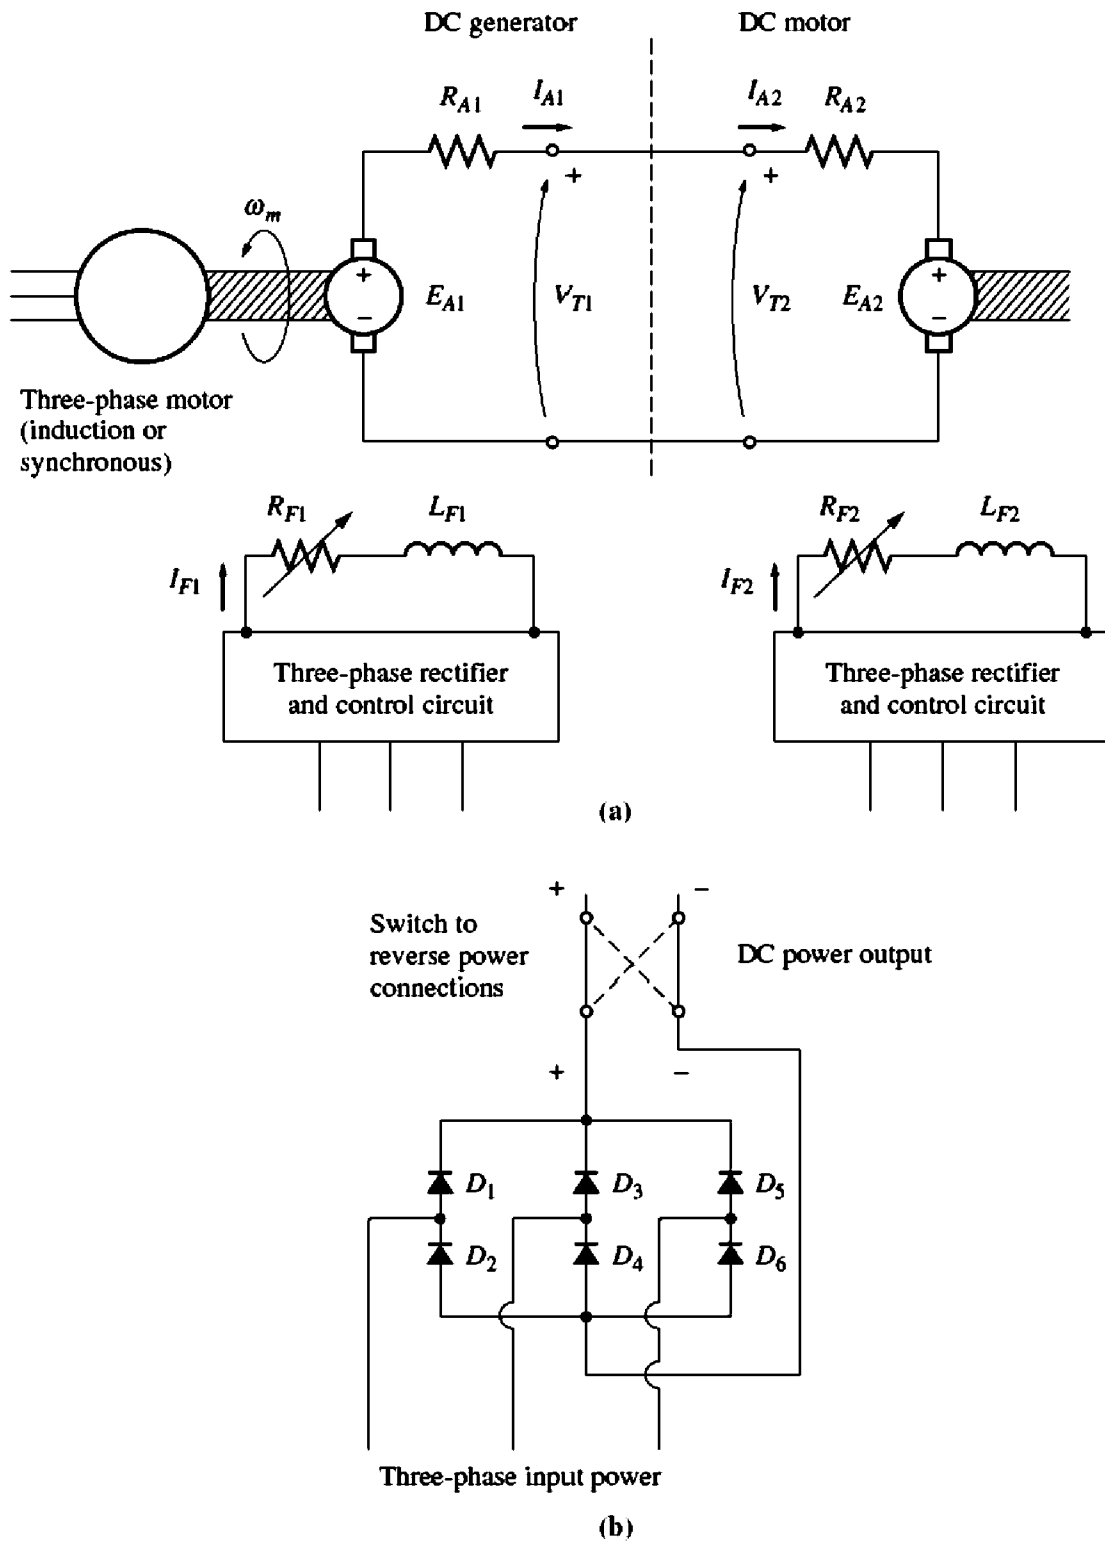 DC generator
DC motor
R_A1
I_A1
I_A2
R_A2
ω_m
+
+
+
−
E_A1
V_T1
V_T2
E_A2
+
−
Three-phase motor
(induction or
synchronous)
R_F1
L_F1
I_F1
Three-phase rectifier
and control circuit
R_F2
L_F2
I_F2
Three-phase rectifier
and control circuit
(a)
+
−
Switch to
reverse power
connections
DC power output
+
−
D_1
D_3
D_5
D_2
D_4
D_6
Three-phase input power
(b)